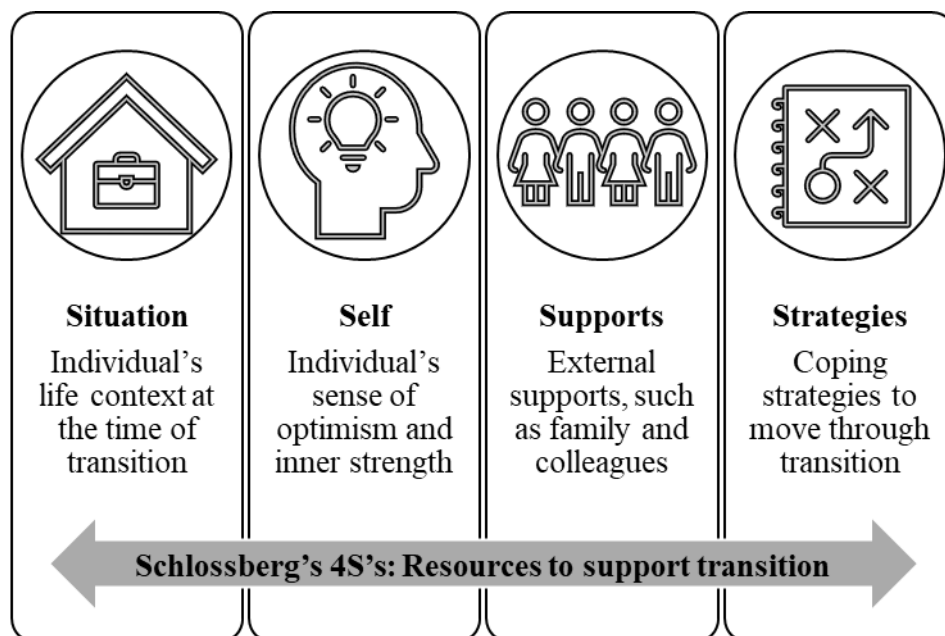 Situation
Individual’s
life context at
the time of
transition
Self
Individual’s
sense of
optimism and
inner strength
Supports
External
supports, such
as family and
colleagues
Strategies
Coping
strategies to
move through
transition
Schlossberg’s 4S’s: Resources to support transition